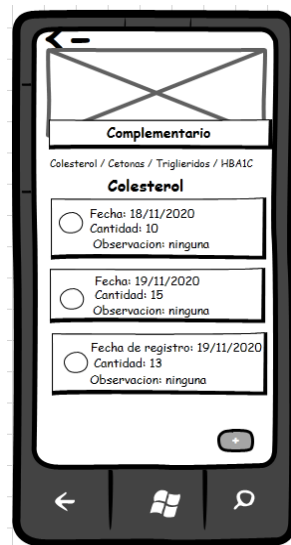 Complementario
Colesterol / Cetonas / Triglieridos / HBA1C
Colesterol
Fecha: 18/11/2020
Cantidad: 10
Observacion: ninguna
Fecha: 19/11/2020
Cantidad: 15
Observacion: ninguna
Fecha de registro: 19/11/2020
Cantidad: 13
Observacion: ninguna
+